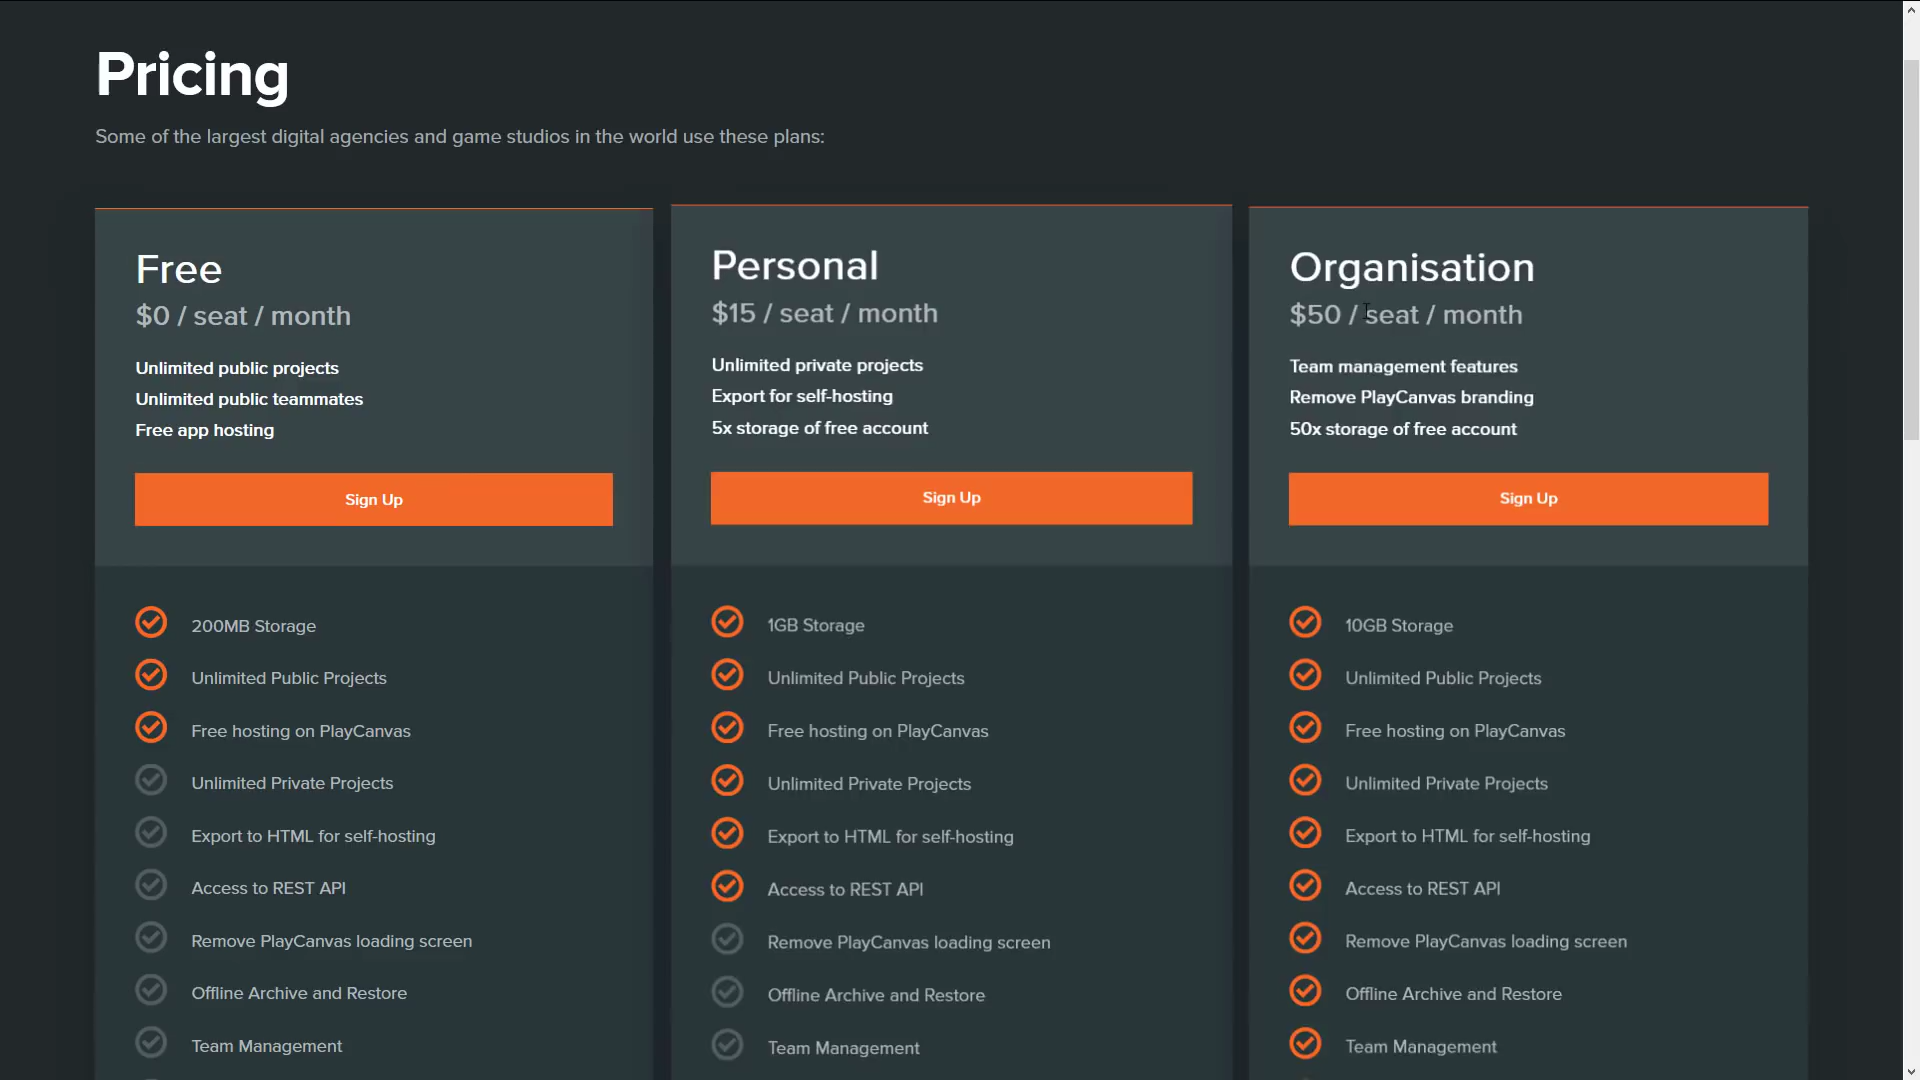 Pricing
Some of the largest digital agencies and game studios in the world use these plans:
Free
$0 / seat / month
Unlimited public projects
Unlimited public teammates
Free app hosting
Sign Up
200MB Storage
Unlimited Public Projects
Free hosting on PlayCanvas
Unlimited Private Projects
Export to HTML for self-hosting
Access to REST API
Remove PlayCanvas loading screen
Offline Archive and Restore
Team Management
Personal
$15 / seat / month
Unlimited private projects
Export for self-hosting
5x storage of free account
Sign Up
1GB Storage
Unlimited Public Projects
Free hosting on PlayCanvas
Unlimited Private Projects
Export to HTML for self-hosting
Access to REST API
Remove PlayCanvas loading screen
Offline Archive and Restore
Team Management
Organisation
$50 / seat / month
Team management features
Remove PlayCanvas branding
50x storage of free account
Sign Up
10GB Storage
Unlimited Public Projects
Free hosting on PlayCanvas
Unlimited Private Projects
Export to HTML for self-hosting
Access to REST API
Remove PlayCanvas loading screen
Offline Archive and Restore
Team Management